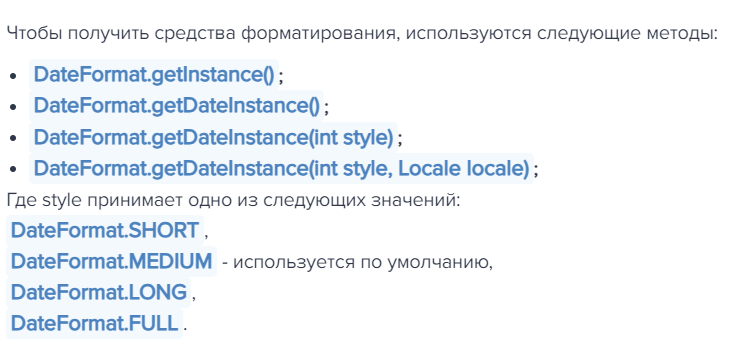 Чтобы получить средства форматирования, используются следующие методы:
• DateFormat.getInstance() ;
• DateFormat.getDateInstance() ;
• DateFormat.getDateInstance(int style) ;
• DateFormat.getDateInstance(int style, Locale locale) ;
Где style принимает одно из следующих значений:
DateFormat.SHORT ,
DateFormat.MEDIUM - используется по умолчанию,
DateFormat.LONG ,
DateFormat.FULL .